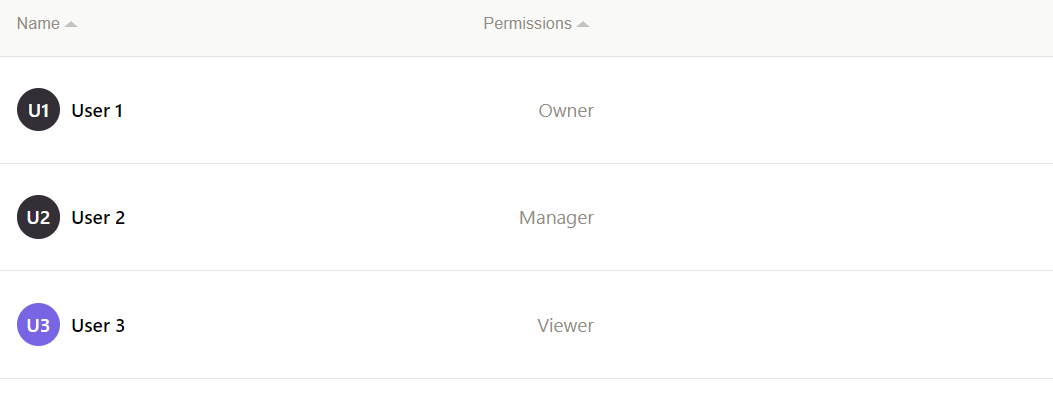 Name Permissions
U1 User 1 Owner
U2 User 2 Manager
U3 User 3 Viewer